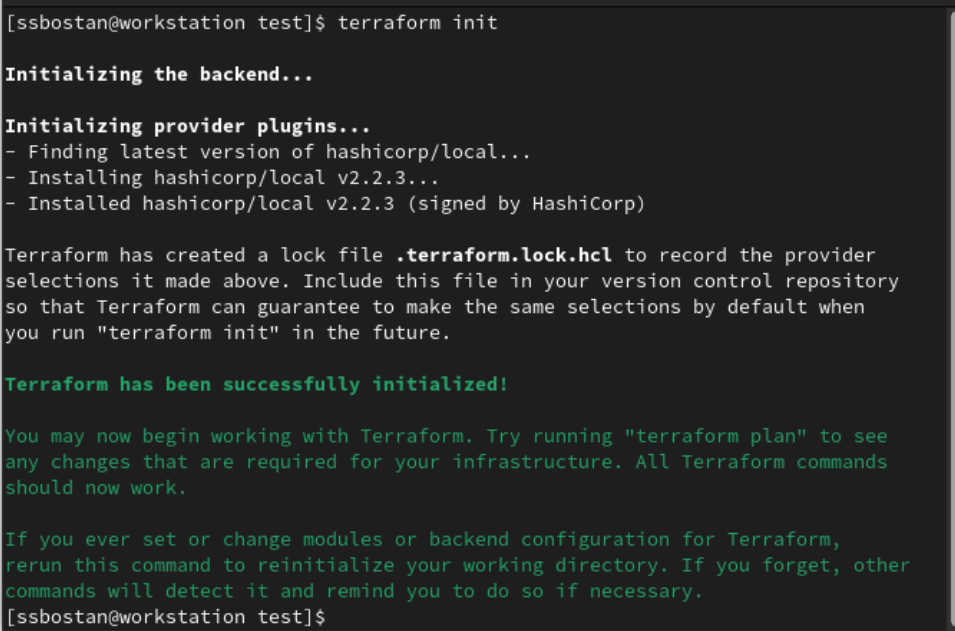 [ssbostan@workstation test]$ terraform init
Initializing the backend...
Initializing provider plugins...
- Finding latest version of hashicorp/local...
- Installing hashicorp/local v2.2.3...
- Installed hashicorp/local v2.2.3 (signed by HashiCorp)
Terraform has created a lock file .terraform.lock.hcl to record the provider
selections it made above. Include this file in your version control repository
so that Terraform can guarantee to make the same selections by default when
you run "terraform init" in the future.
Terraform has been successfully initialized!
You may now begin working with Terraform. Try running "terraform plan" to see
any changes that are required for your infrastructure. All Terraform commands
should now work.
If you ever set or change modules or backend configuration for Terraform,
rerun this command to reinitialize your working directory. If you forget, other
commands will detect it and remind you to do so if necessary.
[ssbostan@workstation test]$